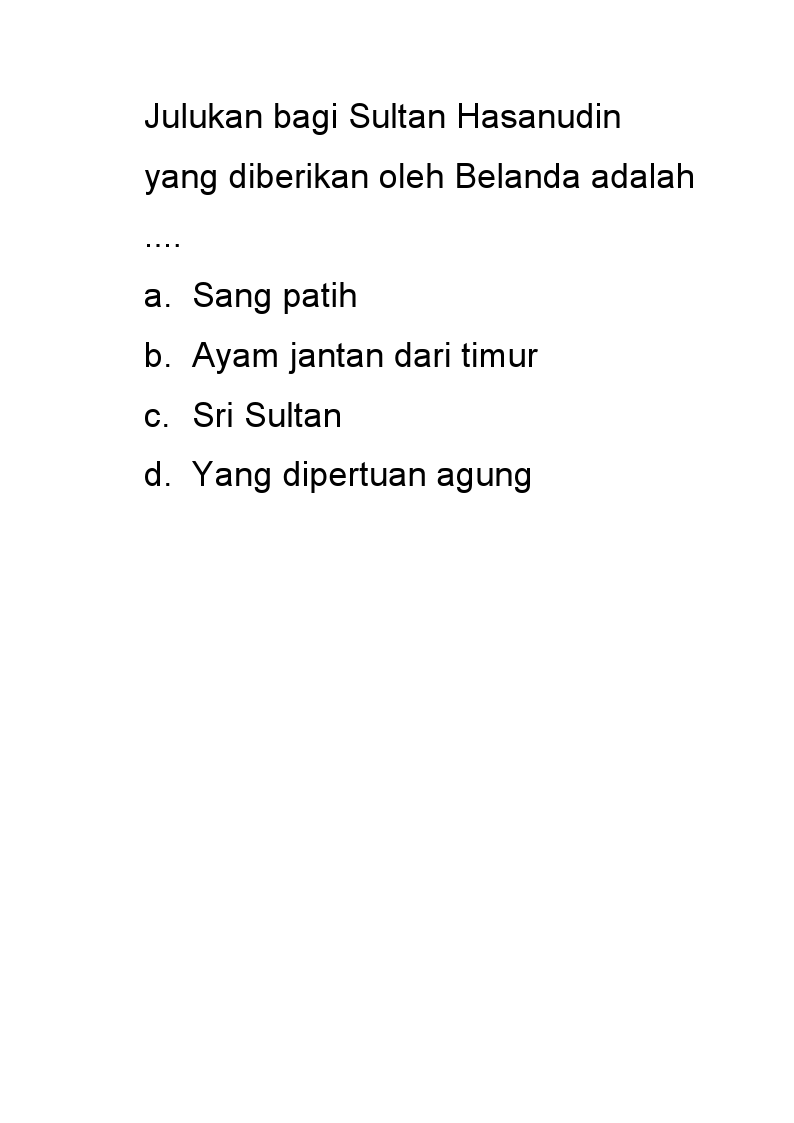 Julukan bagi Sultan Hasanudin
yang diberikan oleh Belanda adalah
....
a. Sang patih
b. Ayam jantan dari timur
c. Sri Sultan
d. Yang dipertuan agung